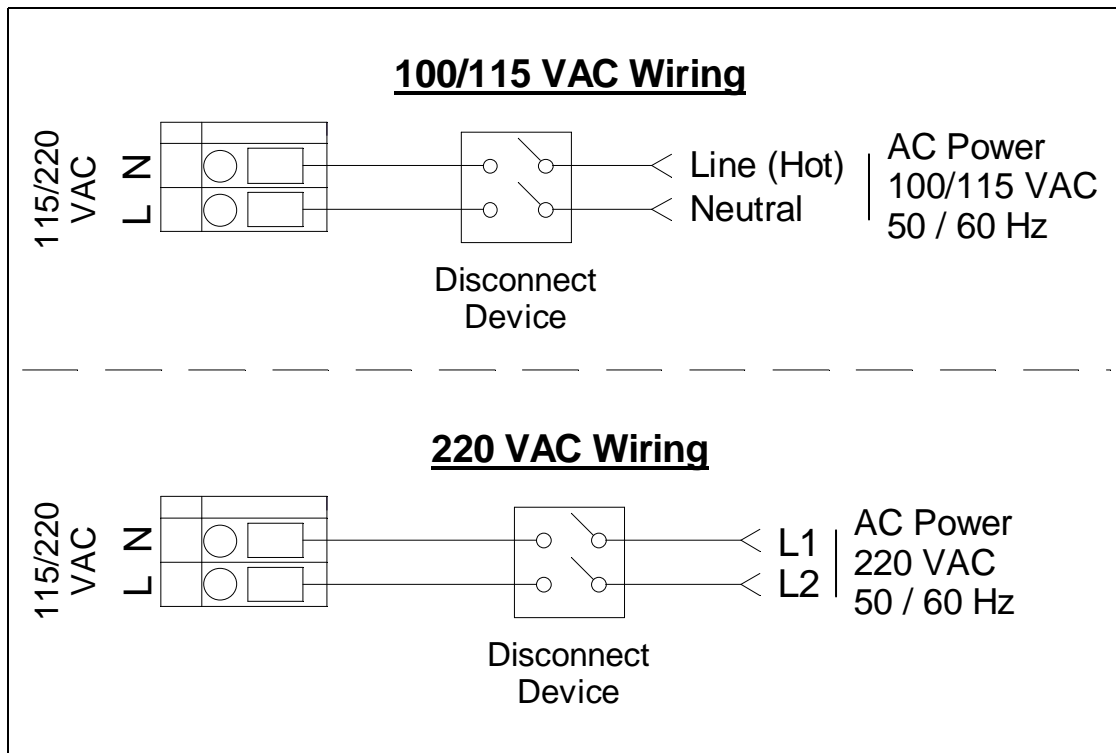 100/115 VAC Wiring
115/220
VAC
N
L
Line (Hot)
Neutral
AC Power
100/115 VAC
50 / 60 Hz
Disconnect
Device
220 VAC Wiring
115/220
VAC
N
L
L1
L2
AC Power
220 VAC
50 / 60 Hz
Disconnect
Device